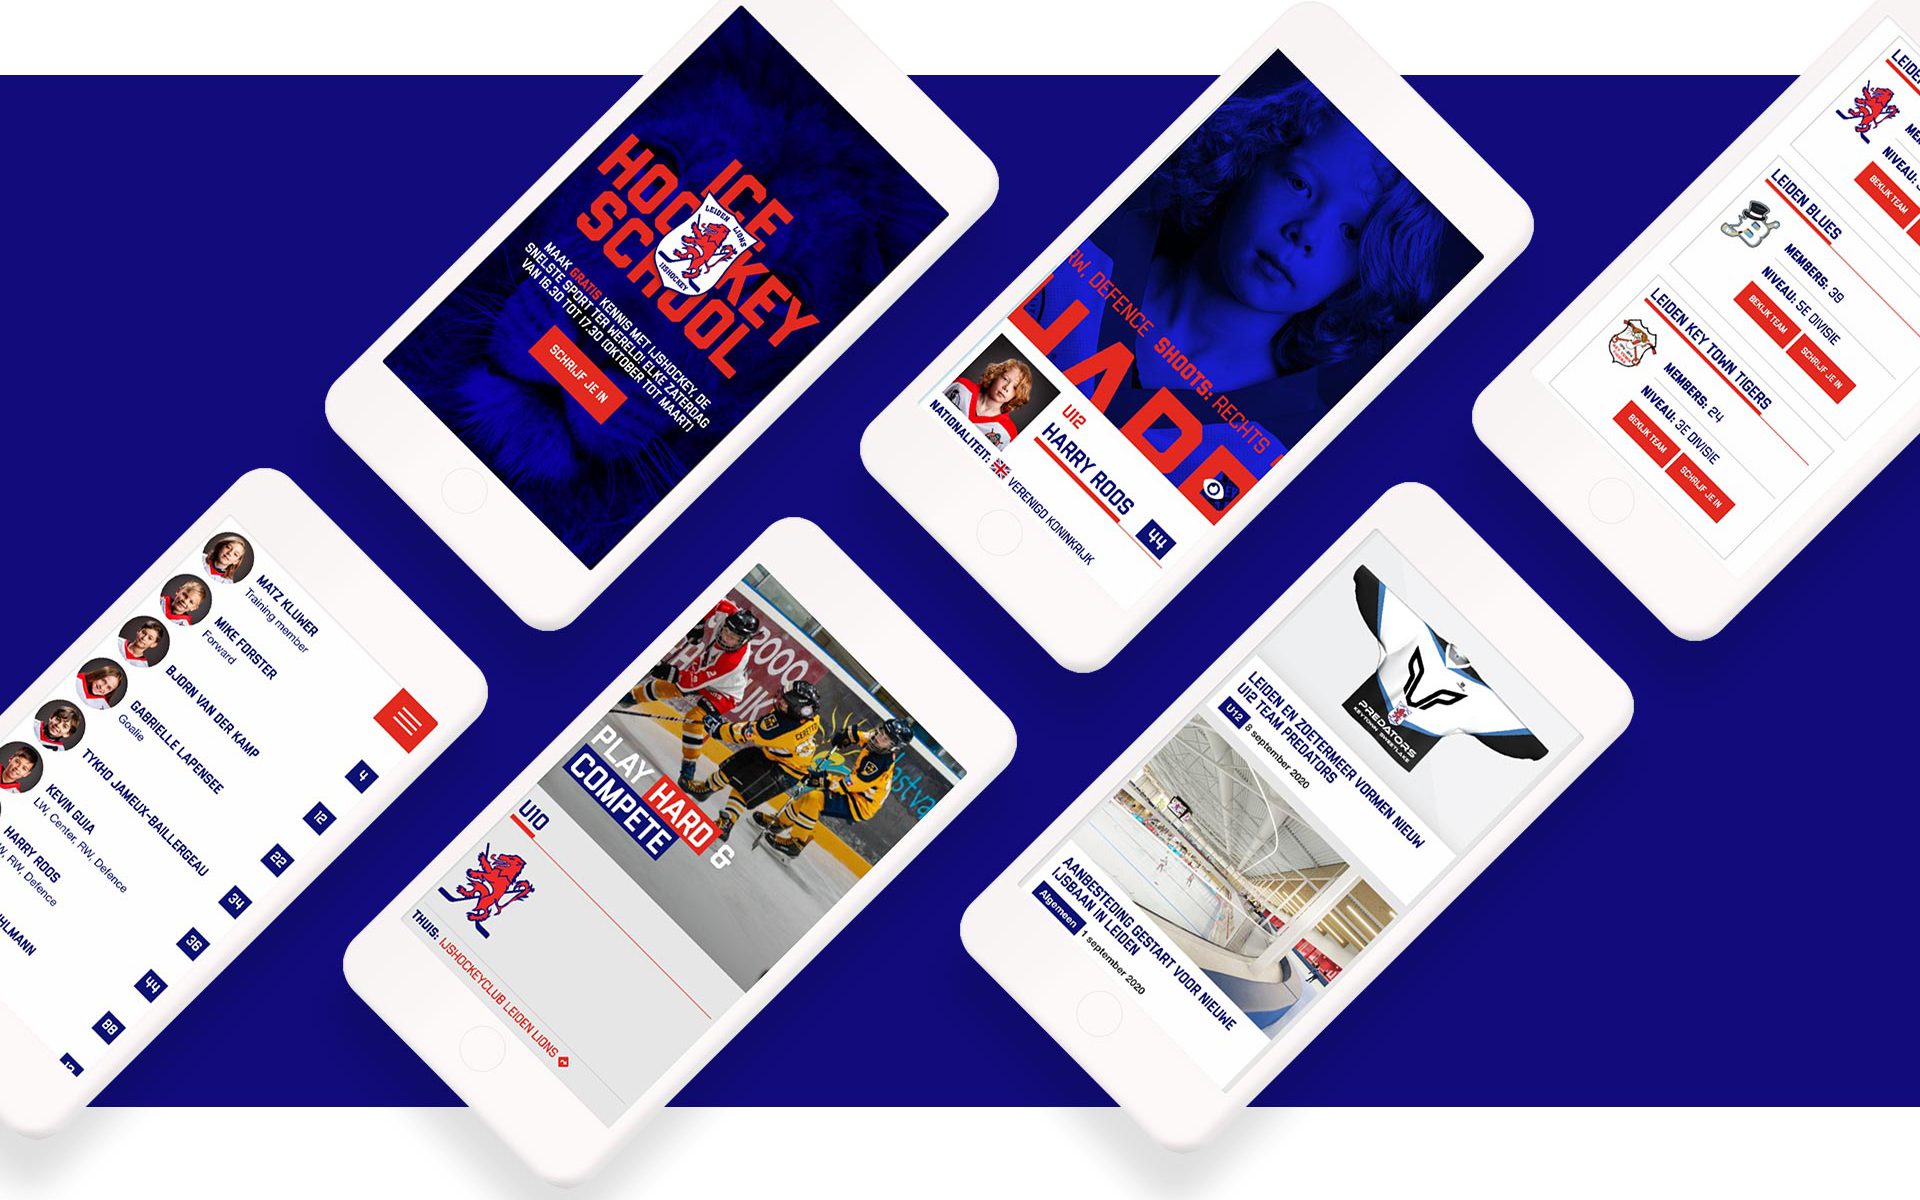 ICE
HOCKEY
SCHOOL
LEIDEN LIONS
IJSHOCKEY
MAAK GRATIS KENNIS MET IJSHOCKEY, DE
SNELSTE SPORT TER WERELD! ELKE ZATERDAG
VAN 16.30 TOT 17.30 (OKTOBER TOT MAART)
SCHRIJF JE IN
RW, DEFENCE SHOOTS: RECHTS
U12
HARRY ROOS
44
NATIONALITEIT: VERENIGD KONINKRIJK
NIVEAU:
BEKIJK TEAM
LEIDEN BLUES
MEMBERS: 39
NIVEAU: 5E DIVISIE
BEKIJK TEAM
SCHRIJF JE IN
LEIDEN KEY TOWN TIGERS
MEMBERS: 24
NIVEAU: 3E DIVISIE
BEKIJK TEAM
SCHRIJF JE IN
MATZ KLUWER
Training member
4
MIKE FORSTER
Forward
12
BJORN VAN DER KAMP
22
GABRIELLE LAPENSEE
Goalie
34
TYKHO JAMEUX-BAILLERGEAU
36
KEVIN GUIA
LW, Center, RW, Defence
44
HARRY ROOS
RW, Defence
88
PLAY HARD &
COMPETE
U10
THUIS: IJSHOCKEYCLUB LEIDEN LIONS
PREDATORS
KEYTOWN SWEETLAKE
LEIDEN EN ZOETERMEER VORMEN NIEUW
U12 TEAM PREDATORS
U12 8 september 2020
AANBESTEDING GESTART VOOR NIEUWE
IJSBAAN IN LEIDEN
Algemeen 1 september 2020